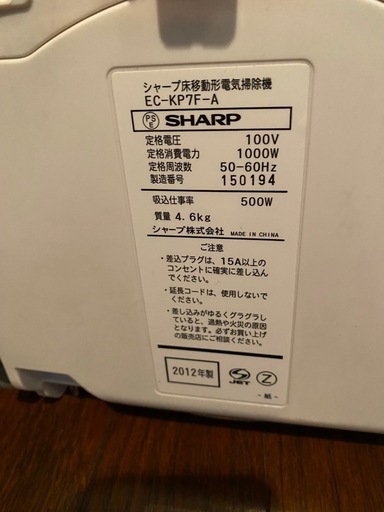 シャープ床移動形電気掃除機
EC-KP7F-A
PSE SHARP
定格電圧 100V
定格消費電力 1000W
定格周波数 50-60Hz
製造番号 150194
吸込仕事率 500W
質量 4.6kg
シャープ株式会社 MADE IN CHINA
ご注意
・差込プラグは、15A以上の
コンセントに確実に差し込ん
でください。
・延長コードは、使用しないで
ください。
・差し込みがゆるくグラグラ
していると、過熱や火災の原因
となります。必ずお買い上げ
の販売店にご相談ください。
2012年製 JET Z
-紙-